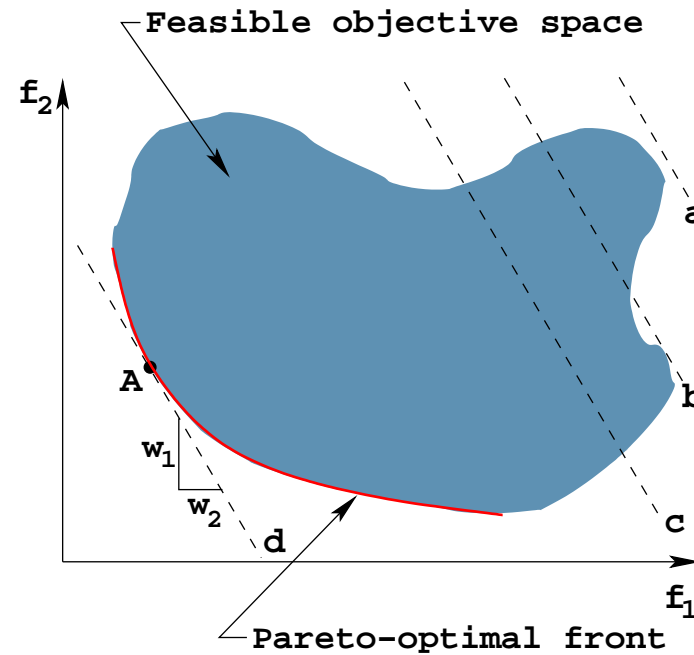 Feasible objective space
f2
a
A
b
w1
w2
c
d
f1
Pareto-optimal front